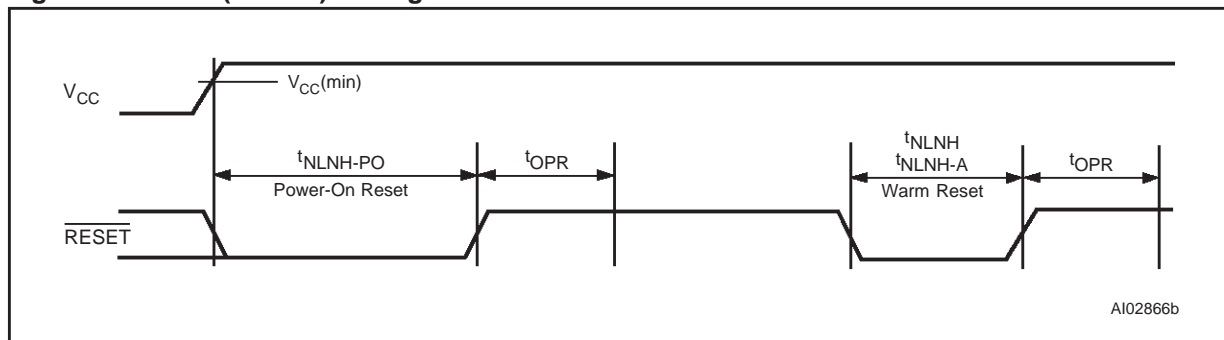 V_CC
V_CC(min)
t_NLNH-PO
Power-On Reset
t_OPR
t_NLNH
t_NLNH-A
Warm Reset
t_OPR
RESET
AI02866b